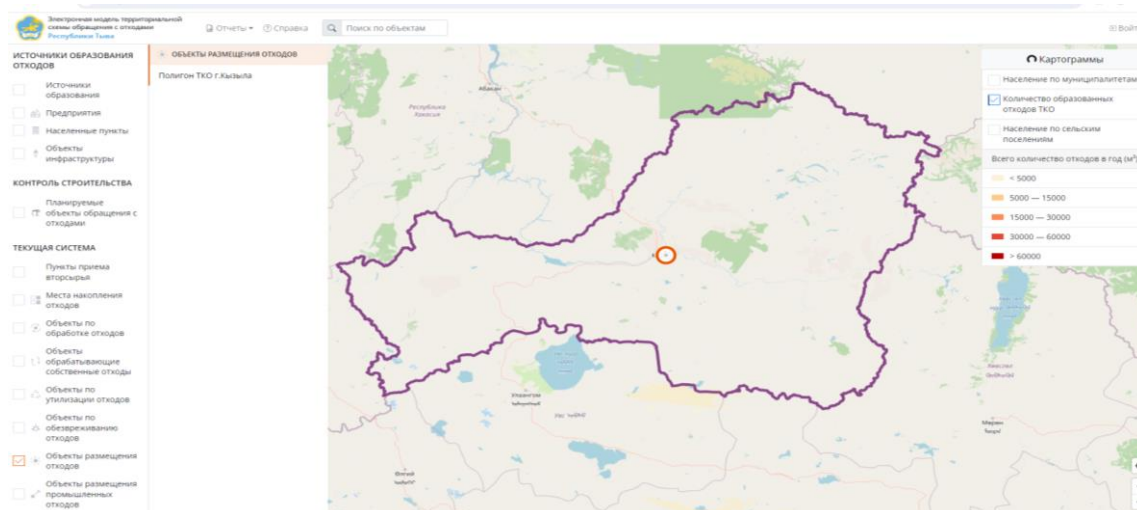 Электронная модель территориальной
схемы обращения с отходами
Республики Тыва
Отчеты
Справка
Поиск по объектам
Войти
ИСТОЧНИКИ ОБРАЗОВАНИЯ
ОТХОДОВ
Источники
образования
Предприятия
Населенные пункты
Объекты
инфраструктуры
КОНТРОЛЬ СТРОИТЕЛЬСТВА
Планируемые
объекты обращения с
отходами
ТЕКУЩАЯ СИСТЕМА
Пункты приема
вторсырья
Места накопления
отходов
Объекты по
обработке отходов
Объекты
обрабатывающие
собственные отходы
Объекты по
утилизации отходов
Объекты по
обезвреживанию
отходов
Объекты размещения
отходов
Объекты размещения
промышленных
отходов
ОБЪЕКТЫ РАЗМЕЩЕНИЯ ОТХОДОВ
Полигон ТКО г.Кызыла
Абакан
Республика
Хакасия
Улаангом
Мөрөн
Өлгий
Картограммы
Население по муниципалитетам
Количество образованных
отходов ТКО
Население по сельским
поселениям
Всего количество отходов в год (м³)
< 5000
5000 — 15000
15000 — 30000
30000 — 60000
> 60000